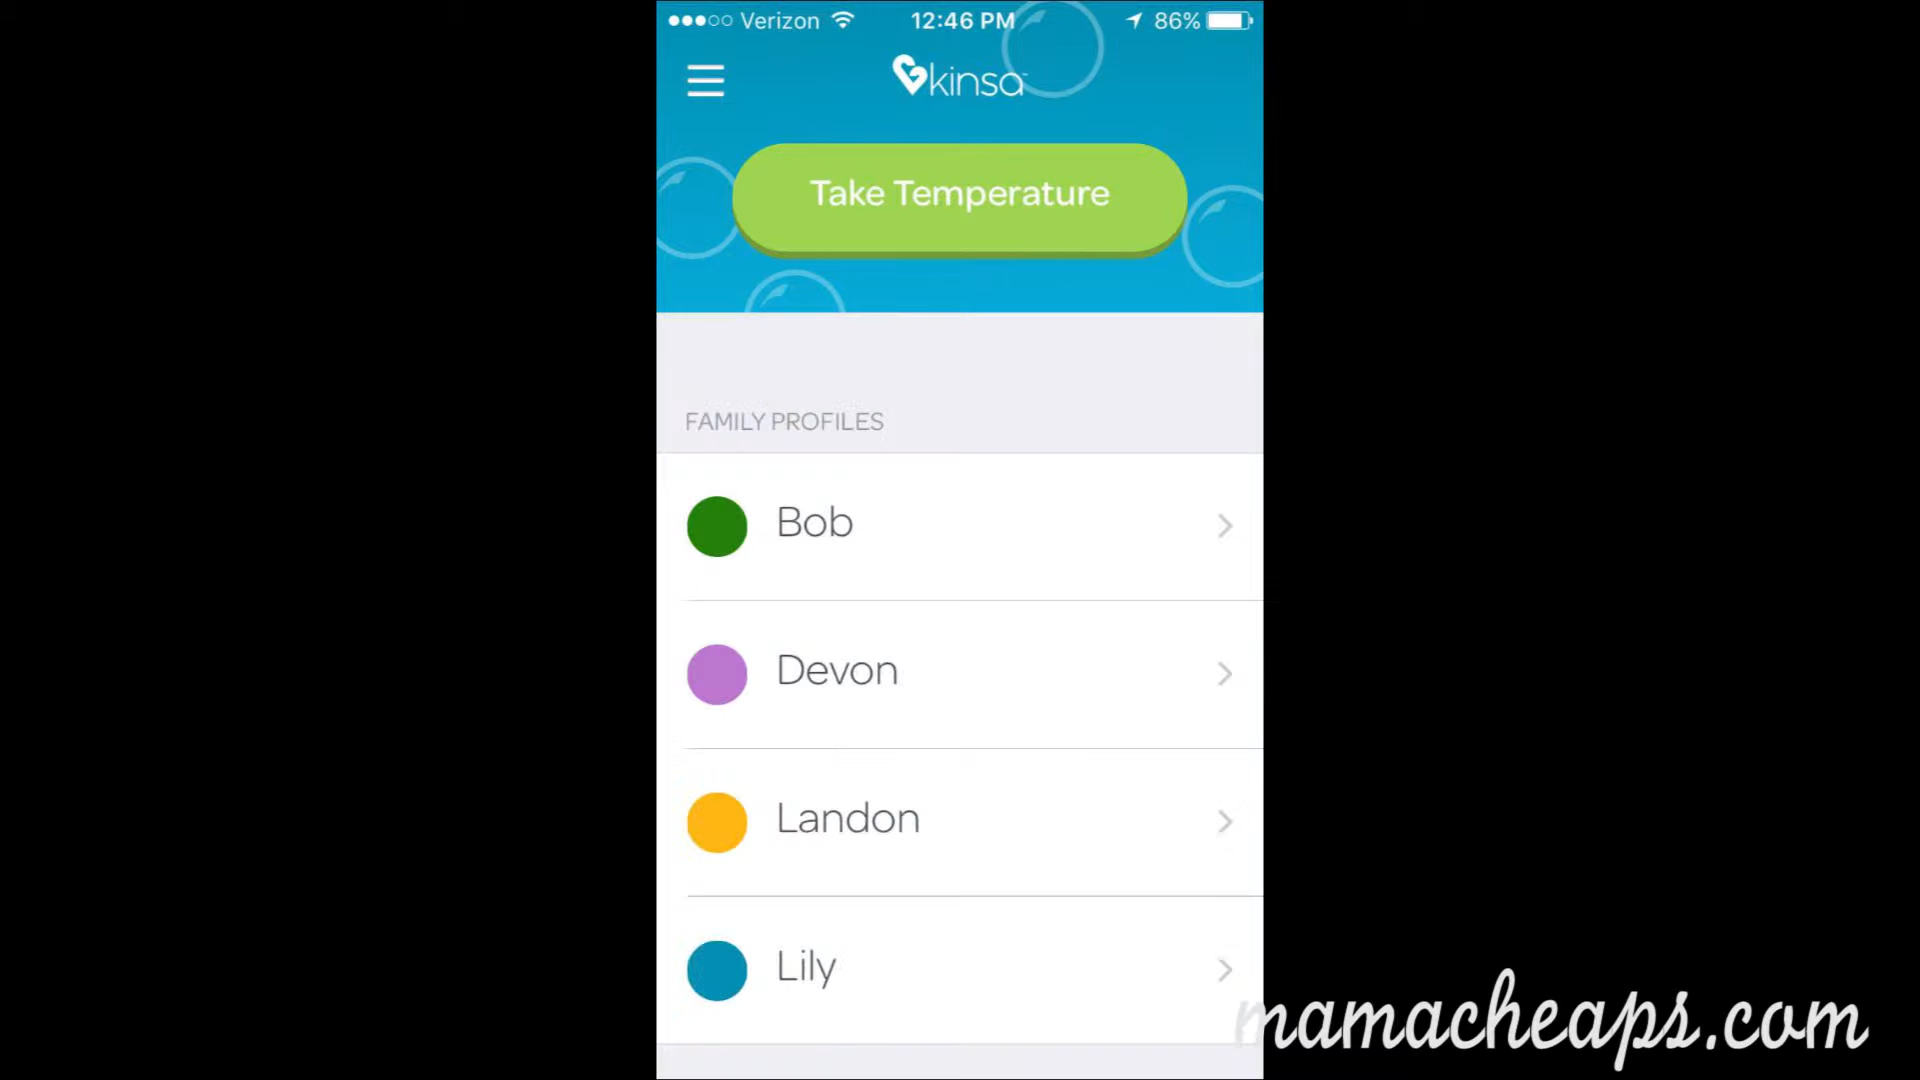 Verizon 12:46 PM 86%
kinsa
Take Temperature
FAMILY PROFILES
Bob
Devon
Landon
Lily
mamacheaps.com